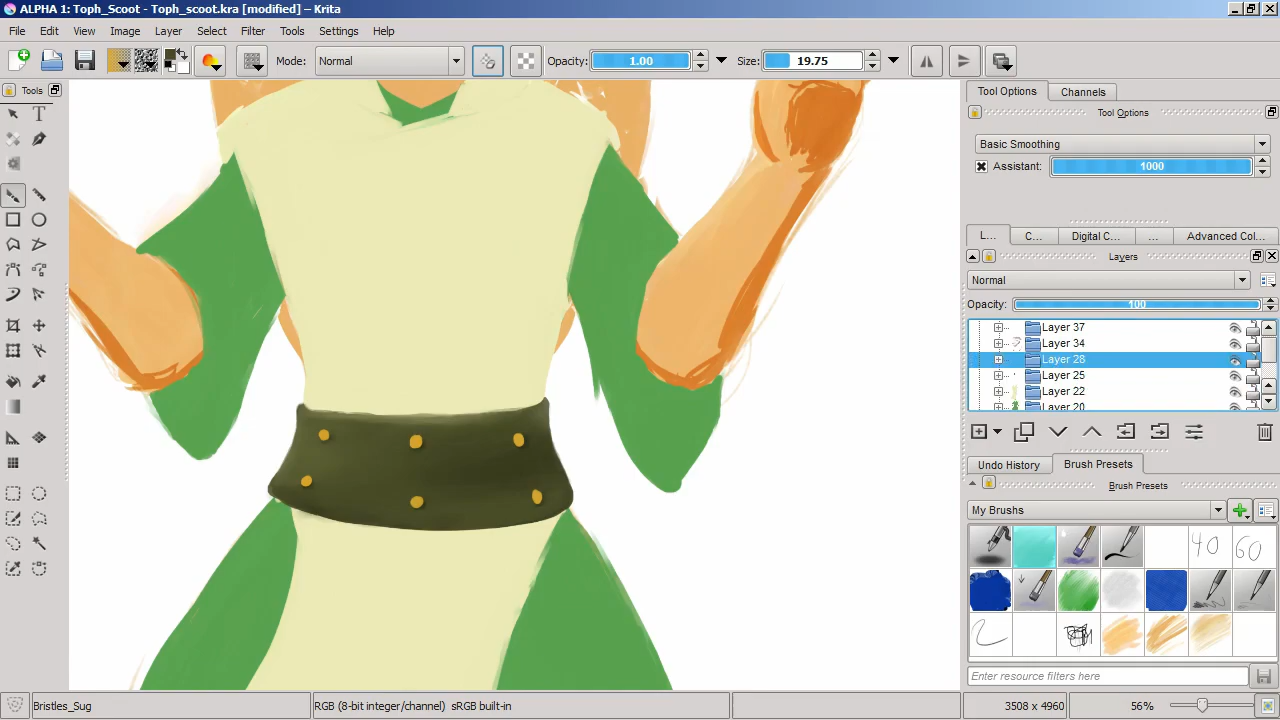 ALPHA 1: Toph_Scoot - Toph_scoot.kra [modified] – Krita
File Edit View Image Layer Select Filter Tools Settings Help
Mode: Normal Opacity: 1.00 Size: 19.75
Tools
T
Tool Options Channels
Tool Options
Basic Smoothing
Assistant: 1000
L... C... Digital C... ... Advanced Col...
Layers
Normal
Opacity: 100
Layer 37
Layer 34
Layer 28
Layer 25
Layer 22
Layer 20
Undo History Brush Presets
Brush Presets
My Brushes
40 60
Enter resource filters here
Bristles_Sug RGB (8-bit integer/channel) sRGB built-in 3508 x 4960 56%